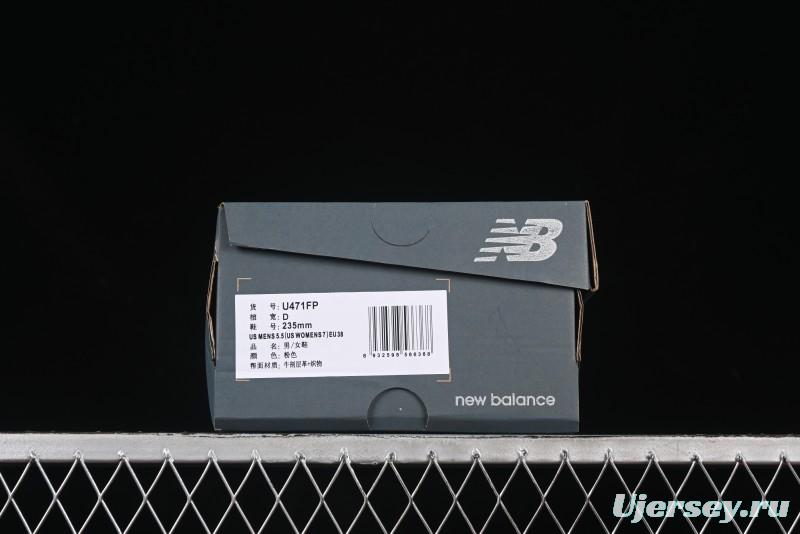 NB
货 号: U471FP
楦 宽: D
鞋 号: 235mm
US MENS 5.5(US WOMENS 7) EU 38
品 名: 男/女鞋
颜 色: 粉色
帮面材质: 牛剖层革+织物
new balance
Ujersey.ru